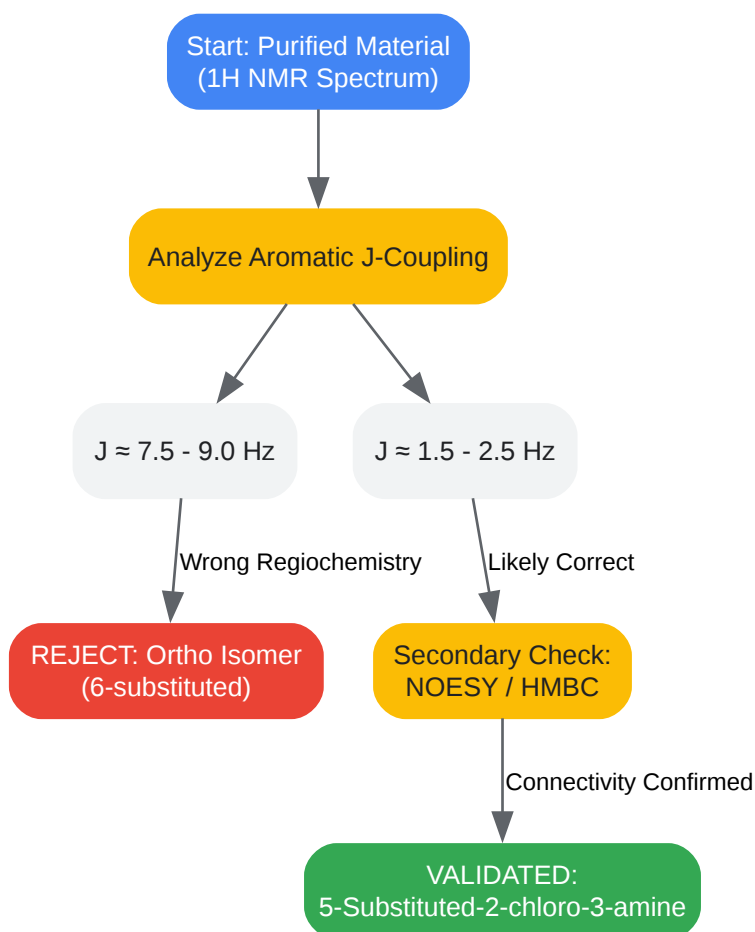 Start: Purified Material
(1H NMR Spectrum)
Analyze Aromatic J-Coupling
J ≈ 7.5 - 9.0 Hz
J ≈ 1.5 - 2.5 Hz
Wrong Regiochemistry
Likely Correct
REJECT: Ortho Isomer
(6-substituted)
Secondary Check:
NOESY / HMBC
Connectivity Confirmed
VALIDATED:
5-Substituted-2-chloro-3-amine